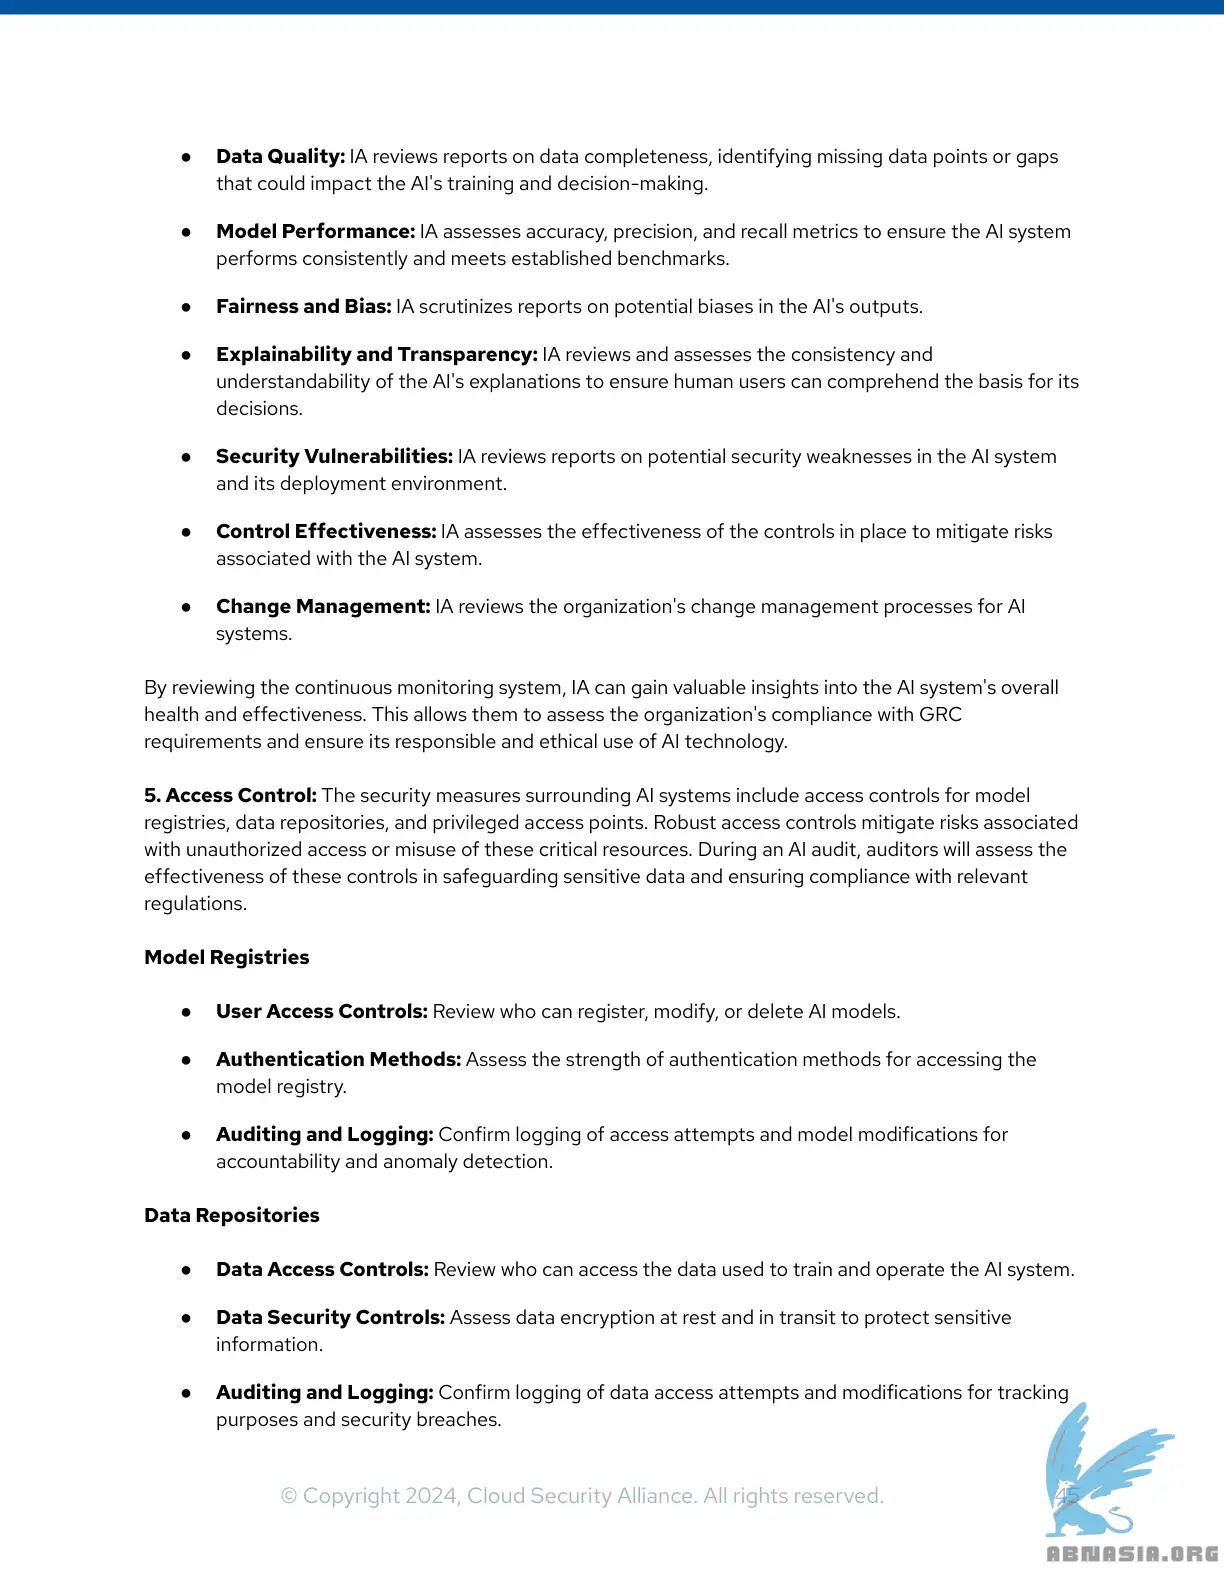 ● Data Quality: IA reviews reports on data completeness, identifying missing data points or gaps
that could impact the AI's training and decision-making.
● Model Performance: IA assesses accuracy, precision, and recall metrics to ensure the AI system
performs consistently and meets established benchmarks.
● Fairness and Bias: IA scrutinizes reports on potential biases in the AI's outputs.
● Explainability and Transparency: IA reviews and assesses the consistency and
understandability of the AI's explanations to ensure human users can comprehend the basis for its
decisions.
● Security Vulnerabilities: IA reviews reports on potential security weaknesses in the AI system
and its deployment environment.
● Control Effectiveness: IA assesses the effectiveness of the controls in place to mitigate risks
associated with the AI system.
● Change Management: IA reviews the organization's change management processes for AI
systems.
By reviewing the continuous monitoring system, IA can gain valuable insights into the AI system's overall
health and effectiveness. This allows them to assess the organization's compliance with GRC
requirements and ensure its responsible and ethical use of AI technology.
5. Access Control: The security measures surrounding AI systems include access controls for model
registries, data repositories, and privileged access points. Robust access controls mitigate risks associated
with unauthorized access or misuse of these critical resources. During an AI audit, auditors will assess the
effectiveness of these controls in safeguarding sensitive data and ensuring compliance with relevant
regulations.
Model Registries
● User Access Controls: Review who can register, modify, or delete AI models.
● Authentication Methods: Assess the strength of authentication methods for accessing the
model registry.
● Auditing and Logging: Confirm logging of access attempts and model modifications for
accountability and anomaly detection.
Data Repositories
● Data Access Controls: Review who can access the data used to train and operate the AI system.
● Data Security Controls: Assess data encryption at rest and in transit to protect sensitive
information.
● Auditing and Logging: Confirm logging of data access attempts and modifications for tracking
purposes and security breaches.
© Copyright 2024, Cloud Security Alliance. All rights reserved. 45
ABNASIA.ORG